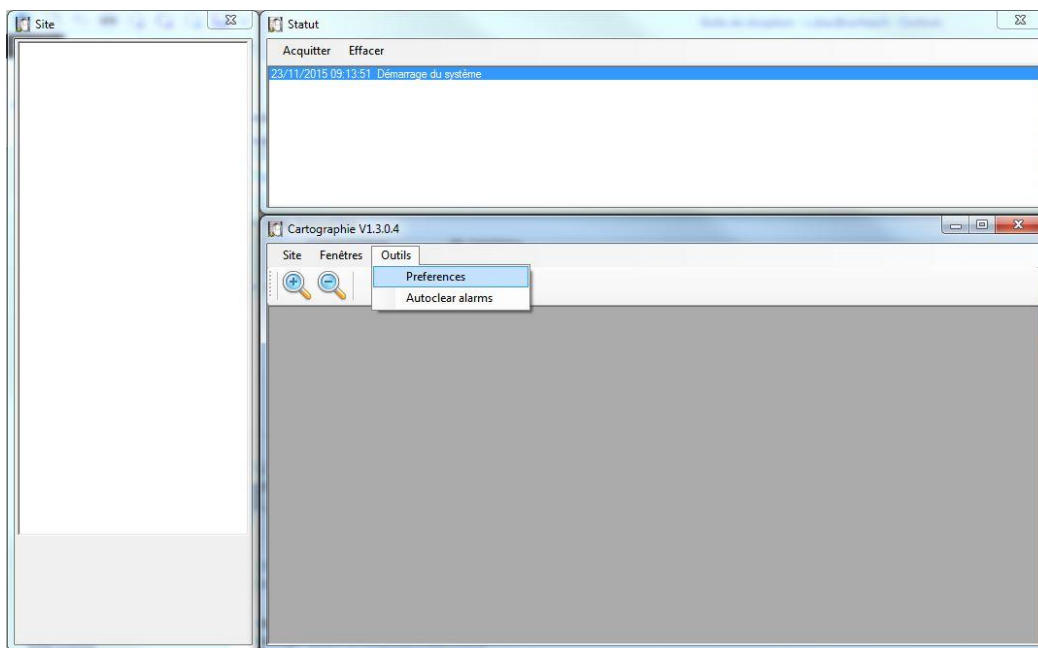 Site
Statut
Acquitter Effacer
23/11/2015 09:13:51 Démarrage du système
Cartographie V1.3.0.4
Site Fenêtres Outils
Preferences
Autoclear alarms